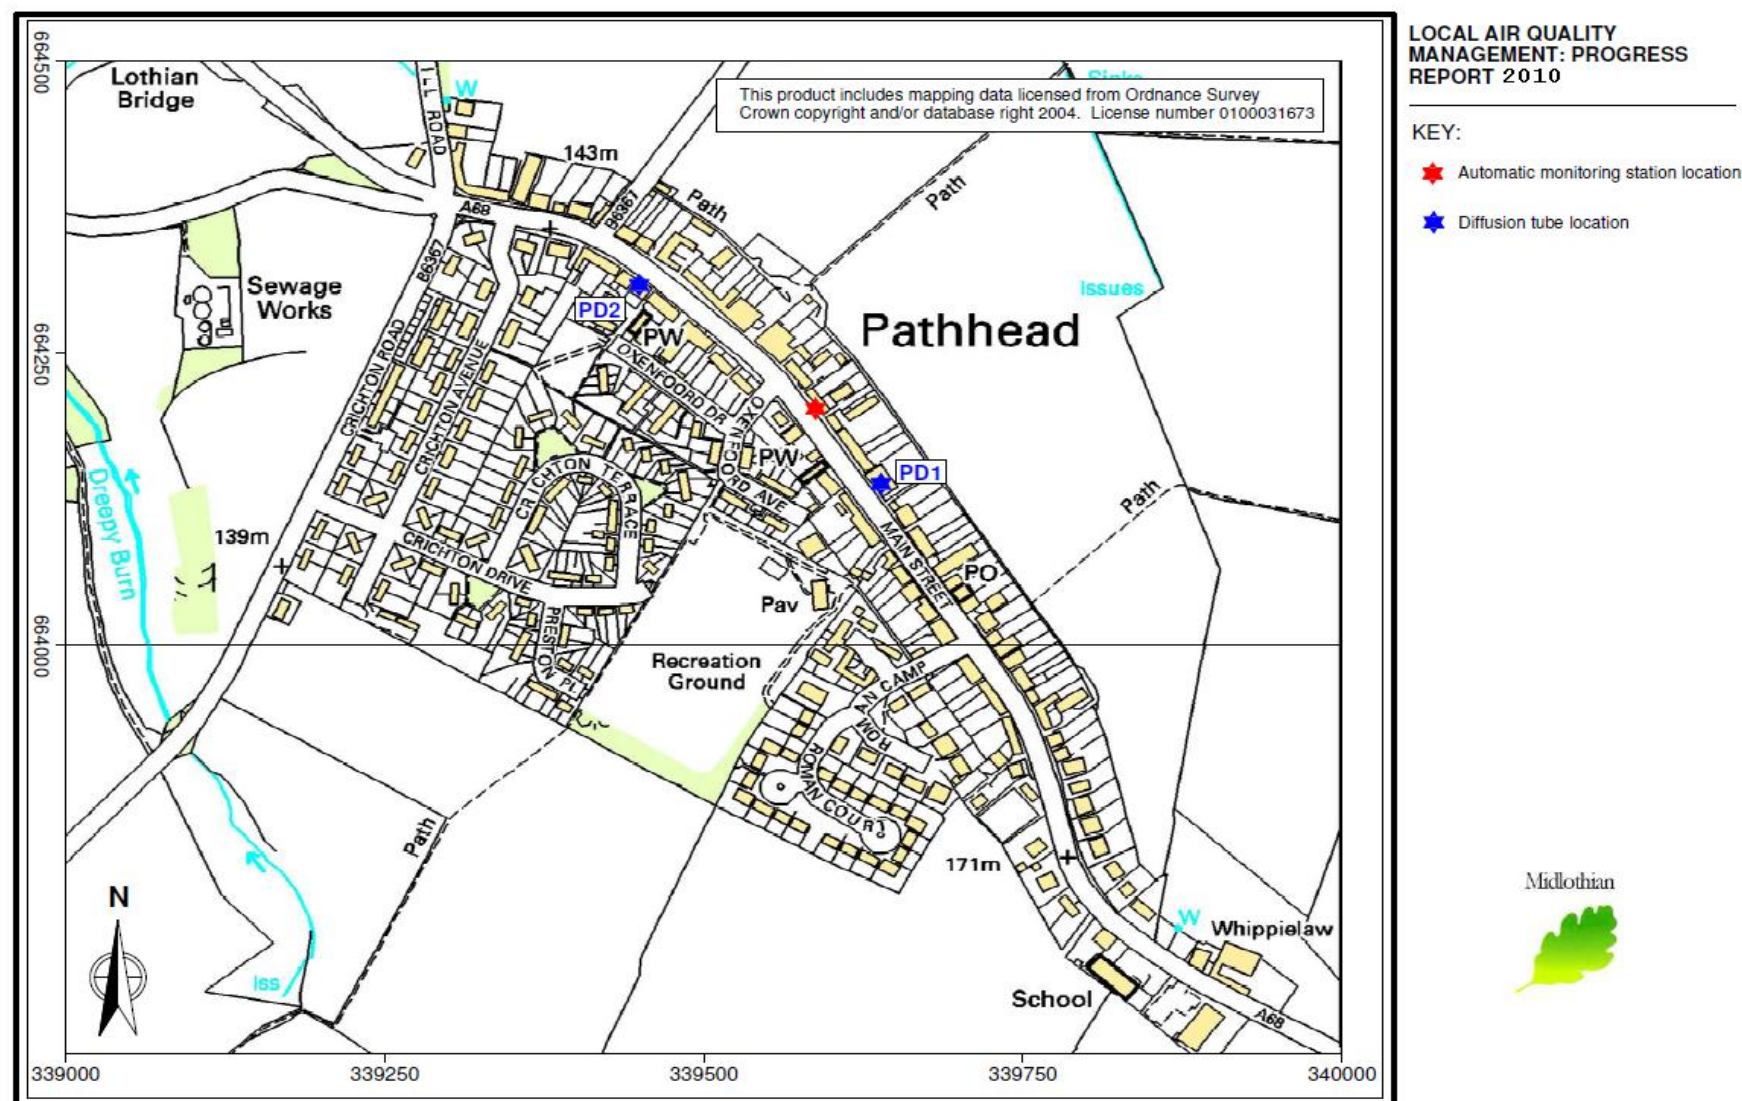 LOCAL AIR QUALITY
MANAGEMENT: PROGRESS
REPORT 2010
KEY:
Automatic monitoring station location
Diffusion tube location
Midlothian
This product includes mapping data licensed from Ordnance Survey
Crown copyright and/or database right 2004. License number 0100031673
664500
664250
664000
339000
339250
339500
339750
340000
Lothian
Bridge
ROAD
W
143m
A68
B6367
Path
Path
Issues
B6367
Sewage
Works
PD2
PW
Pathhead
CRICHTON ROAD
CRICHTON AVENUE
OXENFOORD DR
OXENFOORD AVE
PW
PD1
CRICHTON TERRACE
Path
Dreepy Burn
139m
CRICHTON DRIVE
MAIN STREET
PO
Pav
PRESTON PL
Recreation
Ground
ROMAN CAMP
ROMAN COURT
Path
171m
N
W
Whippielaw
Iss
School
A68